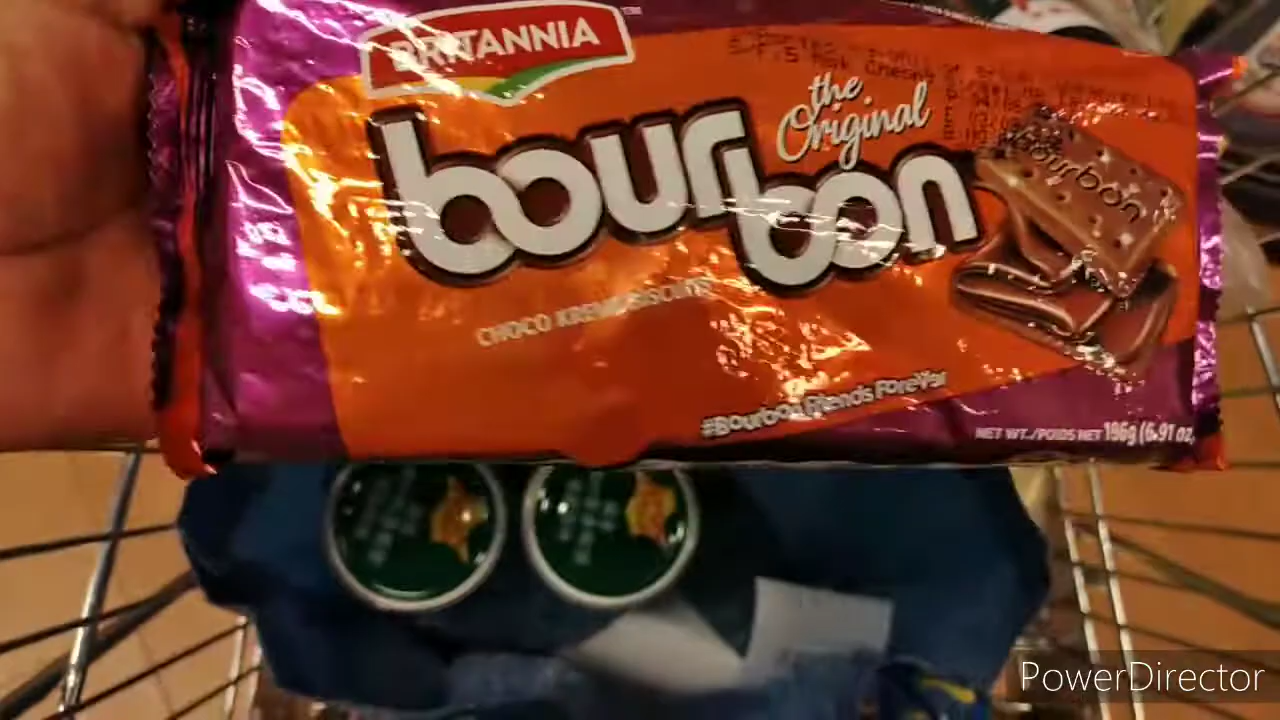 BRITANNIA
TM
the
Original
bourbon
bourbon
CHOCO KREME BISCUITS
#Bourbon Friends Forever
NET WT./POIDS NET 196g (6.91 oz.
PowerDirector